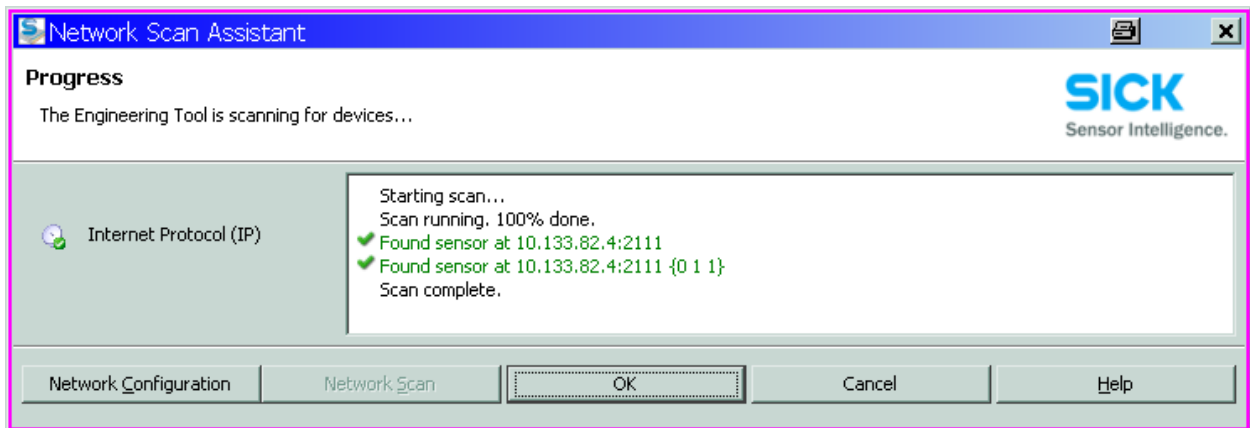 Network Scan Assistant
Progress
The Engineering Tool is scanning for devices...
SICK
Sensor Intelligence.
Internet Protocol (IP)
Starting scan...
Scan running. 100% done.
Found sensor at 10.133.82.4:2111
Found sensor at 10.133.82.4:2111 {0 1 1}
Scan complete.
Network Configuration
Network Scan
OK
Cancel
Help